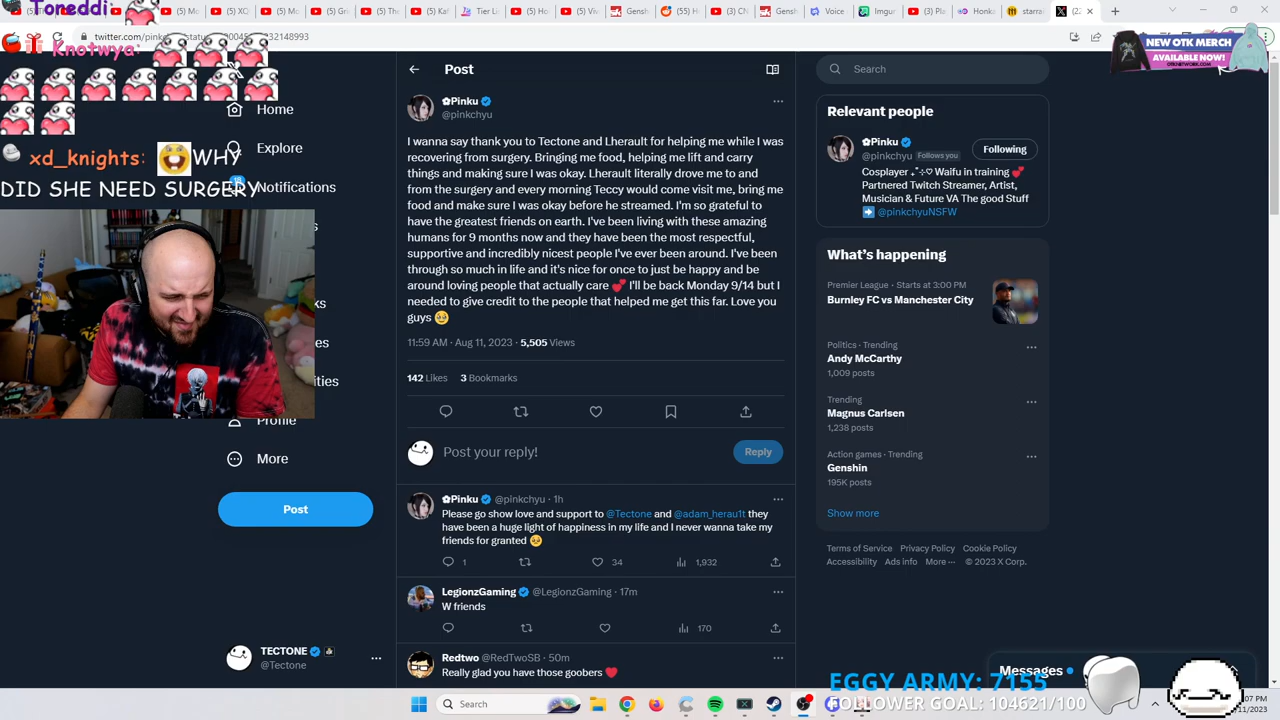 Toneddi:
Knotwya:
xd_knights: WHY
DID SHE NEED SURGERY
NEW OTK MERCH
AVAILABLE NOW!
OTKNETWORK.COM
Home
Explore
18
Notifications
Profile
More
Post
TECTONE
@Tectone
Post
✿Pinku
@pinkchyu
I wanna say thank you to Tectone and Lherault for helping me while I was
recovering from surgery. Bringing me food, helping me lift and carry
things and making sure I was okay. Lherault literally drove me to and
from the surgery and every morning Teccy would come visit me, bring me
food and make sure I was okay before he streamed. I'm so grateful to
have the greatest friends on earth. I've been living with these amazing
humans for 9 months now and they have been the most respectful,
supportive and incredibly nicest people I've ever been around. I've been
through so much in life and it's nice for once to just be happy and be
around loving people that actually care 💕 I'll be back Monday 9/14 but I
needed to give credit to the people that helped me get this far. Love you
guys 🥹
11:59 AM · Aug 11, 2023 · 5,505 Views
142 Likes 3 Bookmarks
Post your reply!
Reply
✿Pinku @pinkchyu · 1h
Please go show love and support to @Tectone and @adam_herau1t they
have been a huge light of happiness in my life and I never wanna take my
friends for granted 🥹
1 34 1,932
LegionzGaming @LegionzGaming · 17m
W friends
170
Redtwo @RedTwoSB · 50m
Really glad you have those goobers ❤️
Search
Relevant people
✿Pinku
@pinkchyu Follows you
Following
Cosplayer ₊˚⊹♡ Waifu in training 💕
Partnered Twitch Streamer, Artist,
Musician & Future VA The good Stuff
➡️ @pinkchyuNSFW
What's happening
Premier League · Starts at 3:00 PM
Burnley FC vs Manchester City
Politics · Trending
Andy McCarthy
1,009 posts
Trending
Magnus Carlsen
1,238 posts
Action games · Trending
Genshin
195K posts
Show more
Terms of Service Privacy Policy Cookie Policy
Accessibility Ads info More ··· © 2023 X Corp.
Messages
EGGY ARMY: 7155
FOLLOWER GOAL: 104621/100
Search